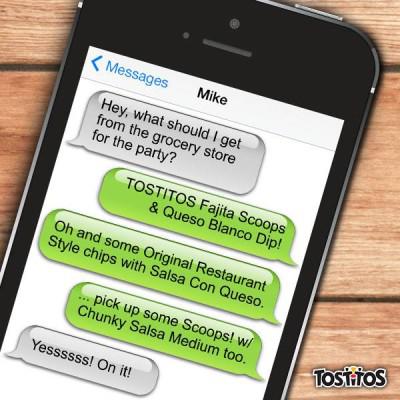 Messages
Mike
Hey, what should I get
from the grocery store
for the party?
TOSTITOS Fajita Scoops
& Queso Blanco Dip!
Oh and some Original Restaurant
Style chips with Salsa Con Queso.
... pick up some Scoops! w/
Chunky Salsa Medium too.
Yesssssss! On it!
TOSTITOS